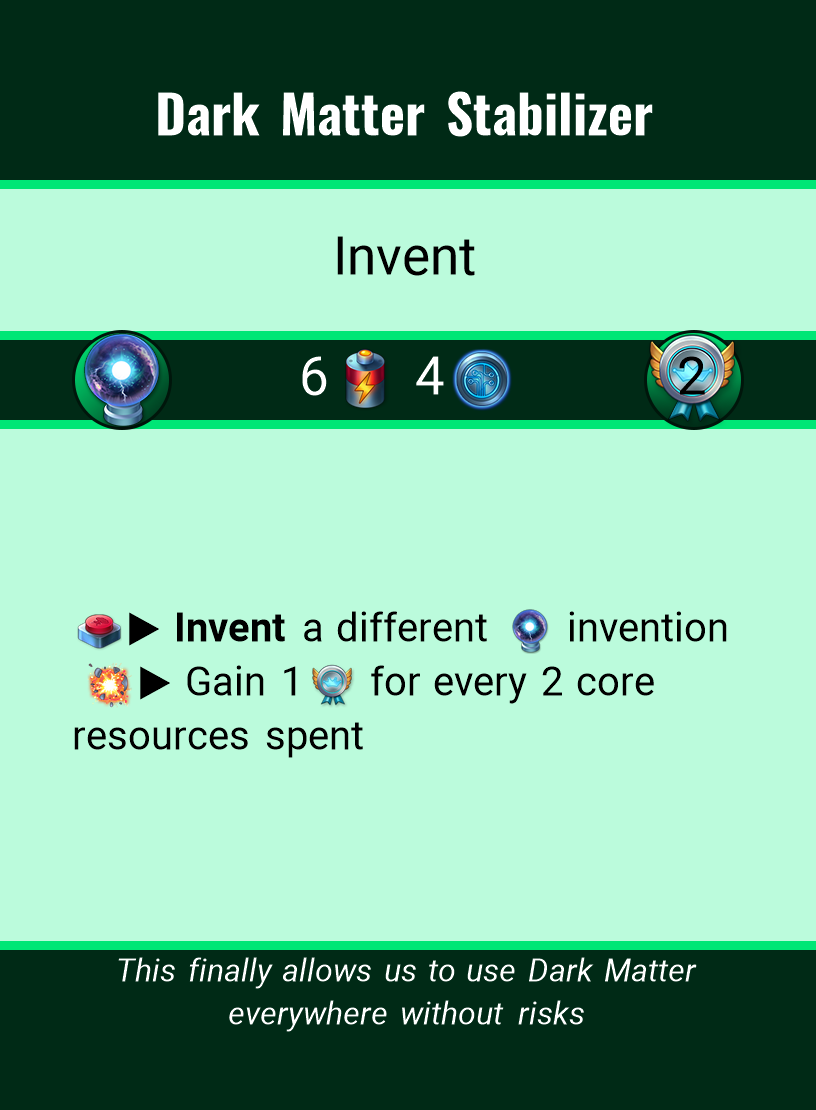 Dark Matter Stabilizer
Invent
6 4 2
▶ Invent a different invention
▶ Gain 1 for every 2 core
resources spent
This finally allows us to use Dark Matter
everywhere without risks